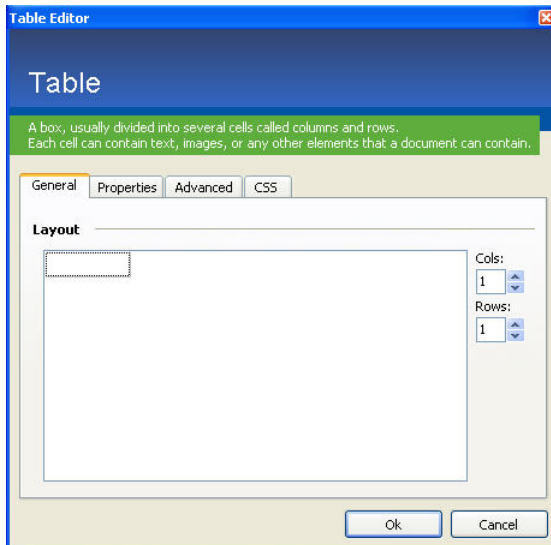 Table Editor
Table
A box, usually divided into several cells called columns and rows.
Each cell can contain text, images, or any other elements that a document can contain.
General Properties Advanced CSS
Layout
Cols:
1
Rows:
1
Ok Cancel